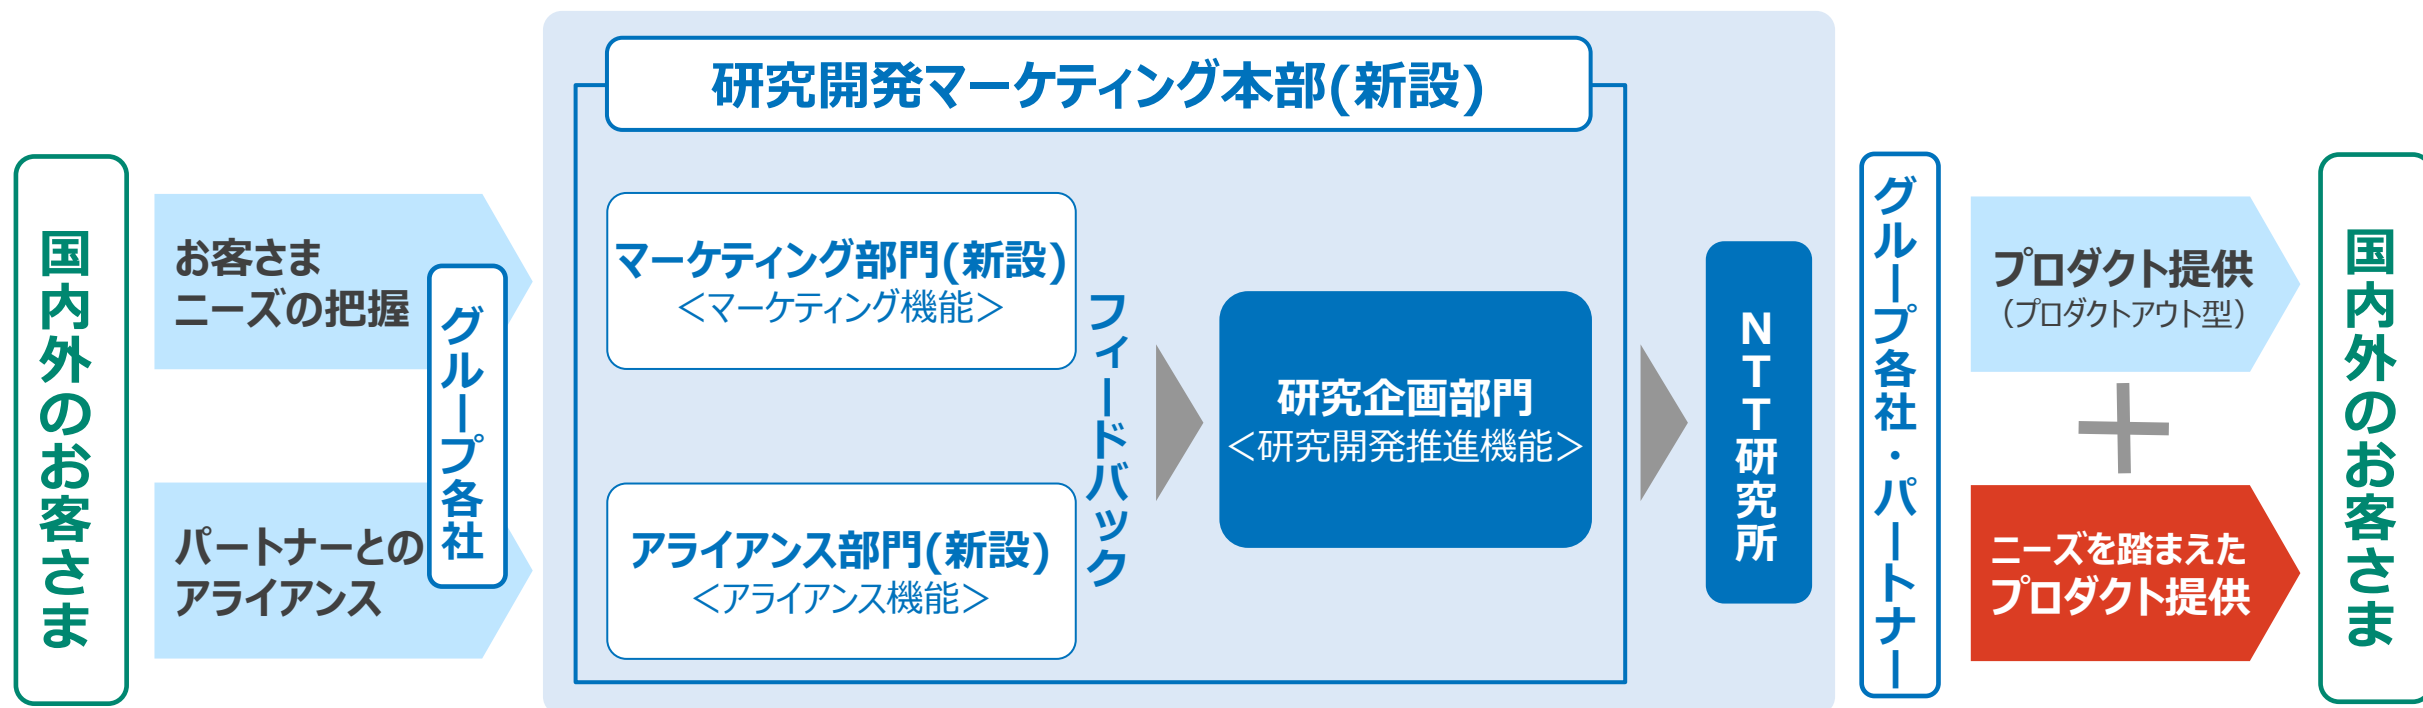 国内外のお客さま
お客さま
ニーズの把握
パートナーとの
アライアンス
グループ各社
研究開発マーケティング本部(新設)
マーケティング部門(新設)
＜マーケティング機能＞
アライアンス部門(新設)
＜アライアンス機能＞
フィードバック
研究企画部門
＜研究開発推進機能＞
NTT研究所
グループ各社・パートナー
プロダクト提供
（プロダクトアウト型）
ニーズを踏まえた
プロダクト提供
国内外のお客さま